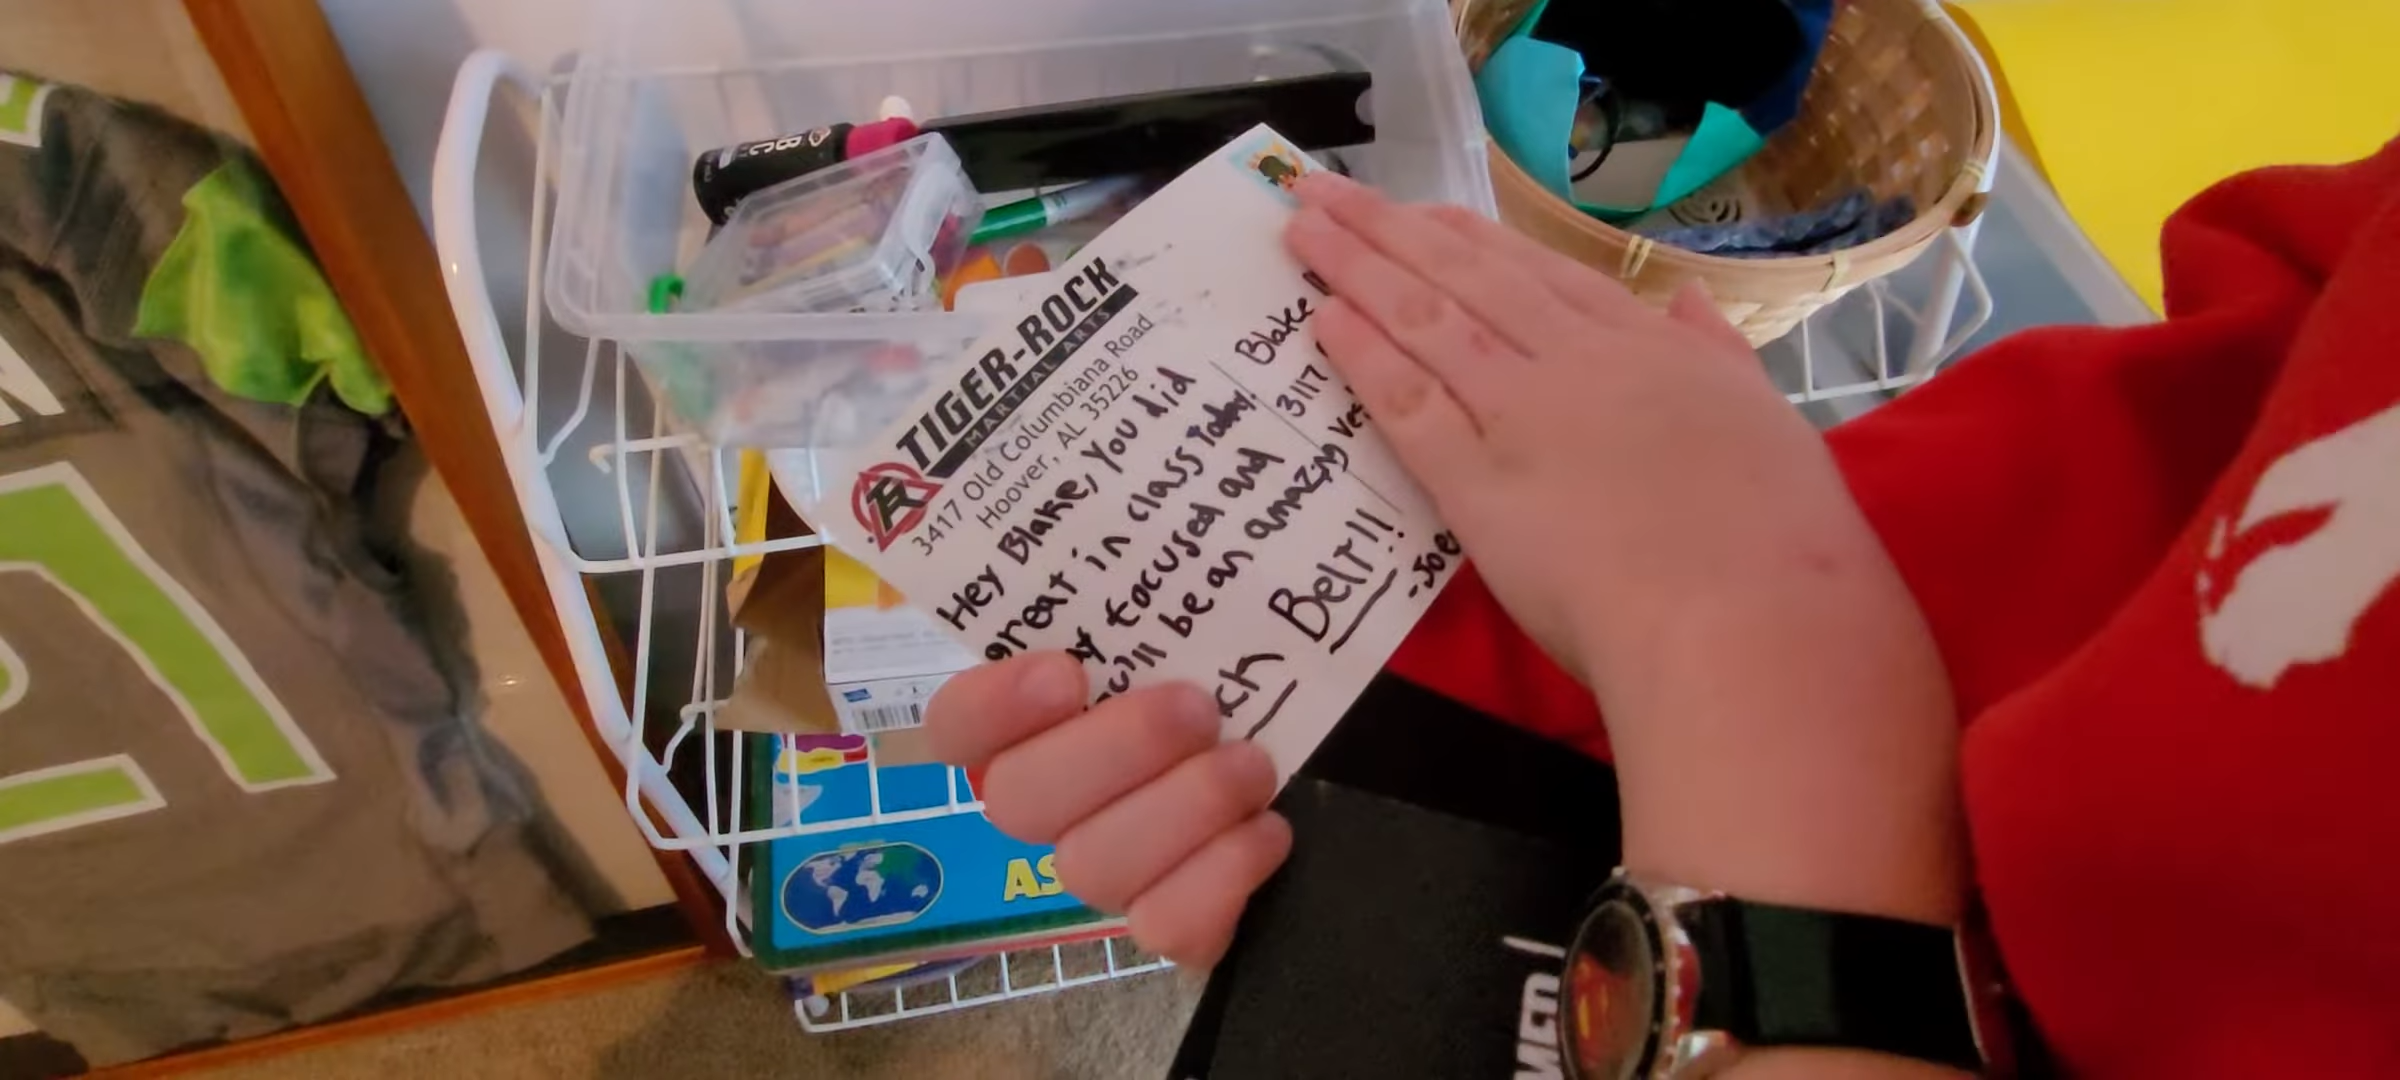 TIGER-ROCK
MARTIAL ARTS
3417 Old Columbiana Road
Hoover, AL 35226
Hey Blake, You did
great in class Today!
focused and
be an amazing
Belt!!
-Joe
Blake
3117
AS